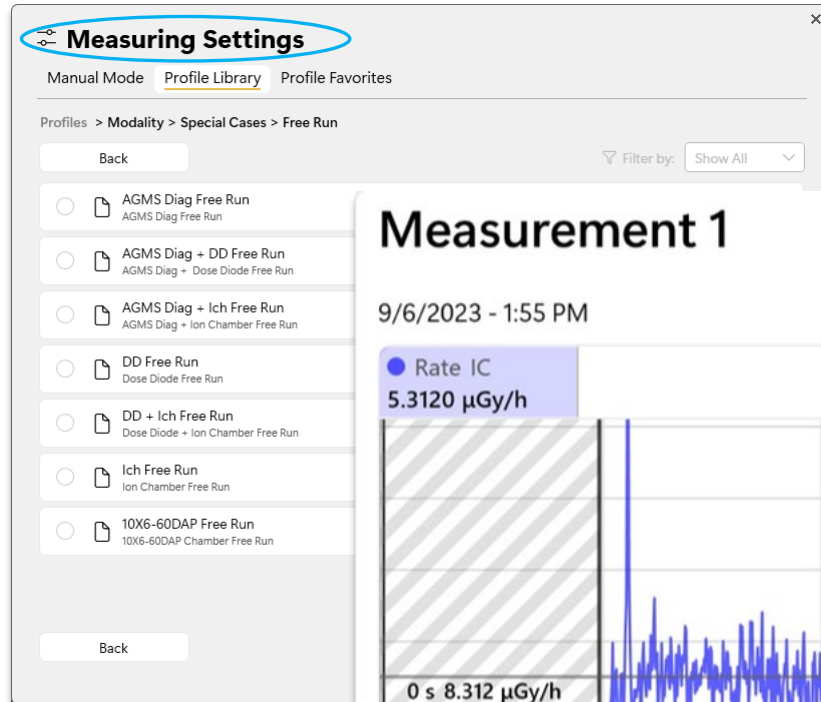 Measuring Settings
Manual Mode Profile Library Profile Favorites
Profiles > Modality > Special Cases > Free Run
Back
Filter by: Show All
AGMS Diag Free Run
AGMS Diag Free Run
AGMS Diag + DD Free Run
AGMS Diag + Dose Diode Free Run
AGMS Diag + Ich Free Run
AGMS Diag + Ion Chamber Free Run
DD Free Run
Dose Diode Free Run
DD + Ich Free Run
Dose Diode + Ion Chamber Free Run
Ich Free Run
Ion Chamber Free Run
10X6-60DAP Free Run
10X6-60DAP Chamber Free Run
Back
Measurement 1
9/6/2023 - 1:55 PM
Rate IC
5.3120 µGy/h
0 s 8.312 µGy/h